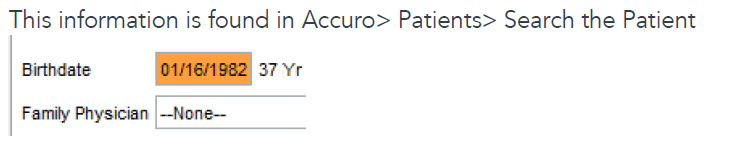 This information is found in Accuro> Patients> Search the Patient
Birthdate 01/16/1982 37 Yr
Family Physician --None--